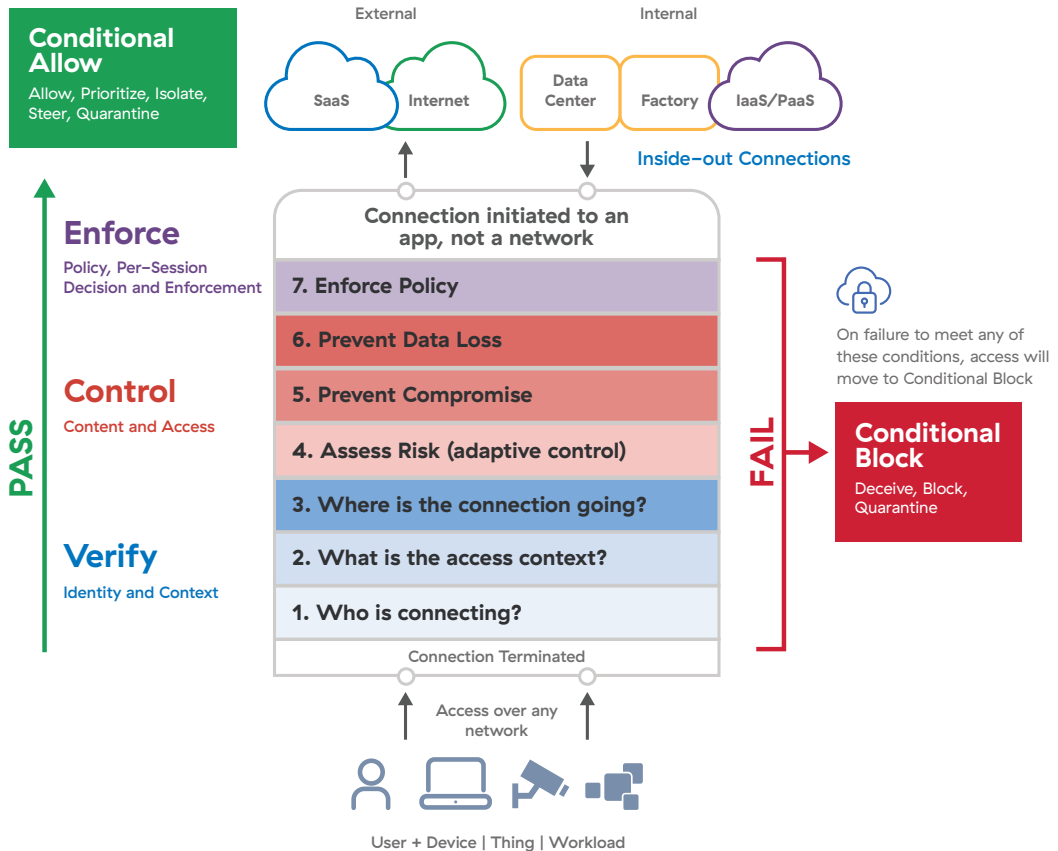 External
Internal
Conditional
Allow
Allow, Prioritize, Isolate,
Steer, Quarantine
SaaS
Internet
Data
Center
Factory
IaaS/PaaS
Inside-out Connections
Connection initiated to an
app, not a network
Enforce
Policy, Per-Session
Decision and Enforcement
7. Enforce Policy
6. Prevent Data Loss
Control
Content and Access
5. Prevent Compromise
4. Assess Risk (adaptive control)
3. Where is the connection going?
Verify
Identity and Context
2. What is the access context?
1. Who is connecting?
PASS
FAIL
On failure to meet any of
these conditions, access will
move to Conditional Block
Conditional
Block
Deceive, Block,
Quarantine
Connection Terminated
Access over any
network
User + Device | Thing | Workload